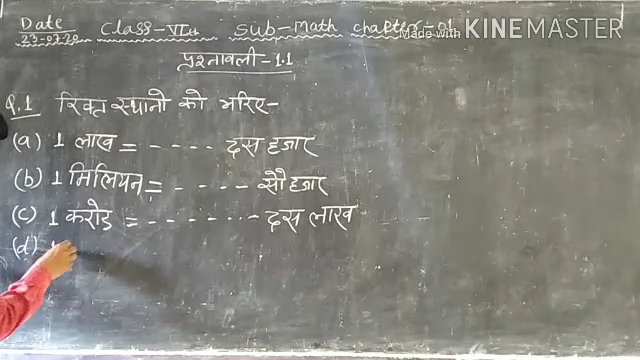 Date Class-VIth Sub-Math chapter-01
23-07-20
Made with KINEMASTER
प्रश्नावली-1.1
Q.1 रिक्त स्थानो को भरिए-
(a) 1 लाख = - - - - दस हजार
(b) 1 मिलियन = - - - - सौ हजार
(c) 1 करोड = - - - - - - - दस लाख
(d) 1